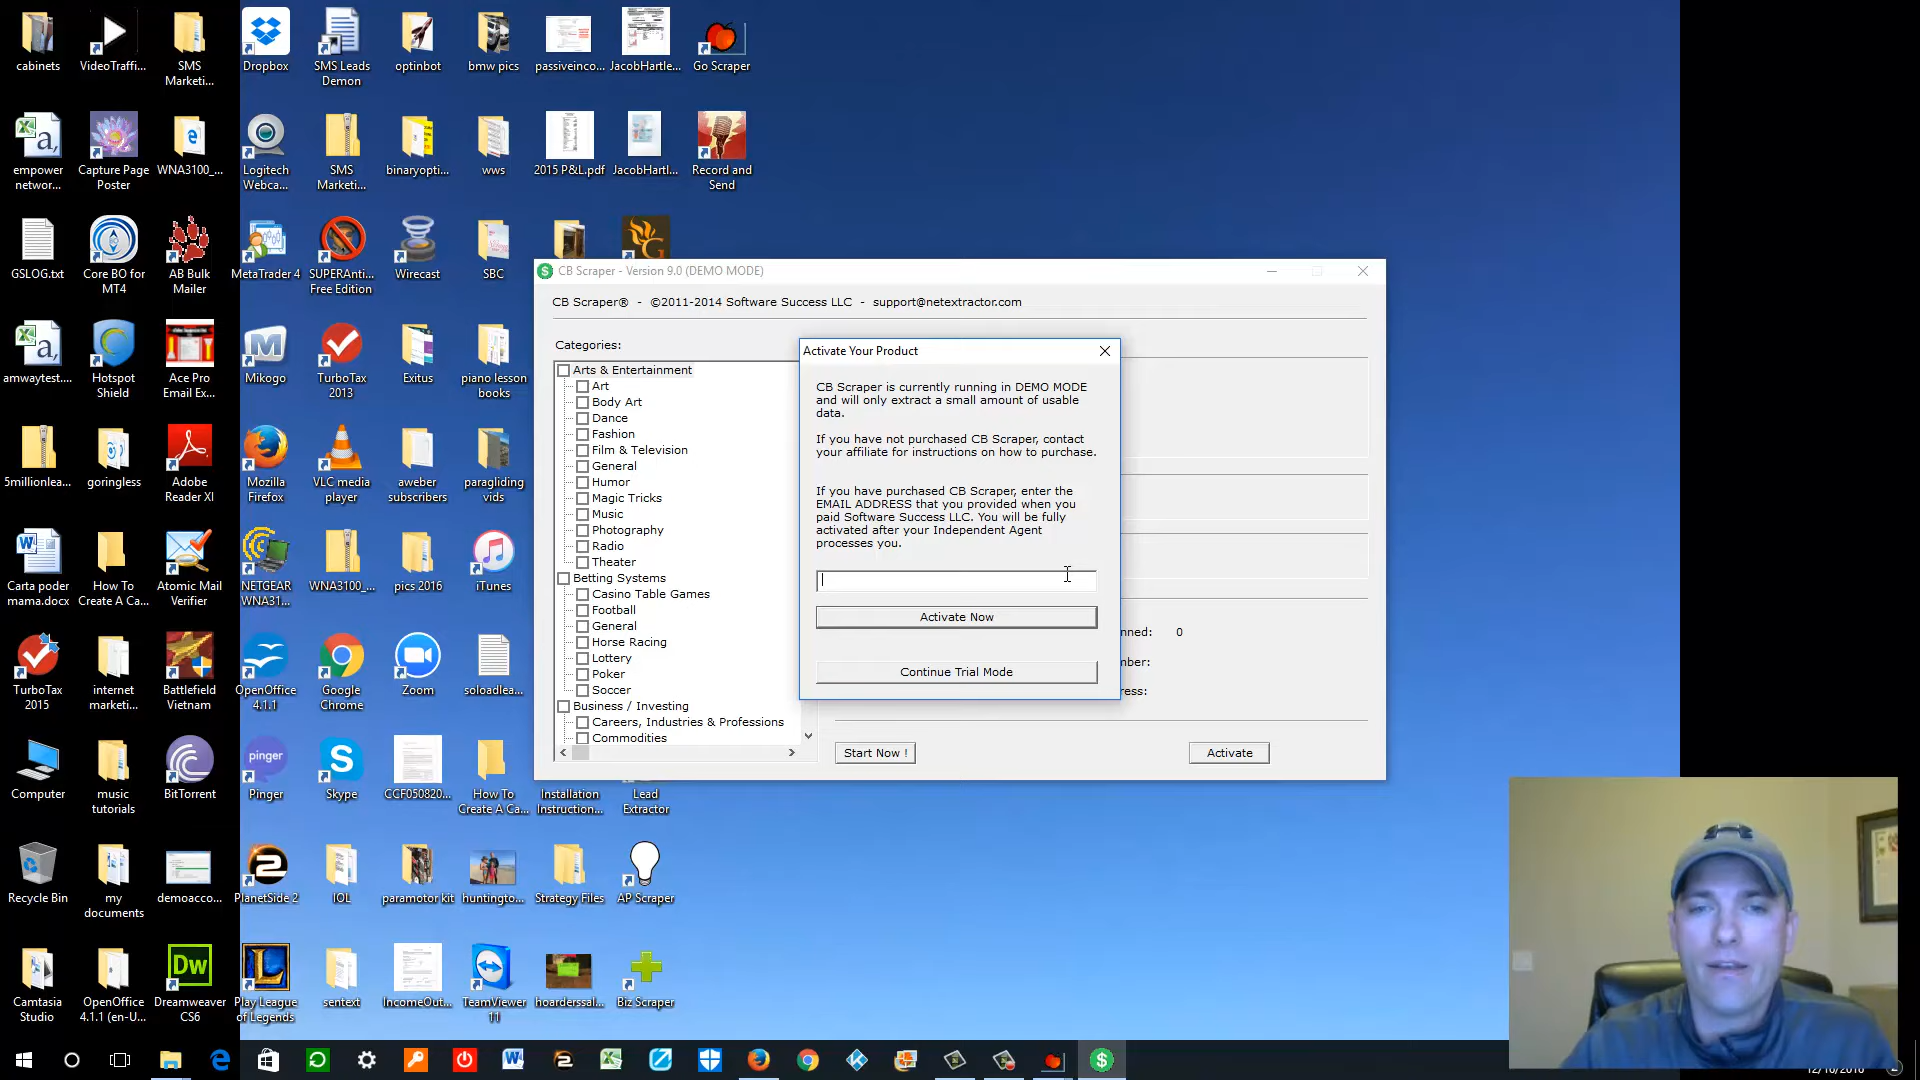 cabinets
VideoTraffi...
SMS
Marketi...
Dropbox
SMS Leads
Demon
optinbot
bmw pics
passiveinco...
JacobHartle...
Go Scraper
empower
networ...
Capture Page
Poster
WNA3100_...
Logitech
Webca...
SMS
Marketi...
binaryopti...
wws
2015 P&L.pdf
JacobHartl...
Record and
Send
GSLOG.txt
Core BO for
MT4
AB Bulk
Mailer
MetaTrader 4
SUPERAnti...
Free Edition
Wirecast
SBC
CB Scraper - Version 9.0 (DEMO MODE)
CB Scraper® - ©2011-2014 Software Success LLC - support@netextractor.com
Categories:
Arts & Entertainment
Art
Body Art
Dance
Fashion
Film & Television
General
Humor
Magic Tricks
Music
Photography
Radio
Theater
Betting Systems
Casino Table Games
Football
General
Horse Racing
Lottery
Poker
Soccer
Business / Investing
Careers, Industries & Professions
Commodities
Activate Your Product
CB Scraper is currently running in DEMO MODE
and will only extract a small amount of usable
data.
If you have not purchased CB Scraper, contact
your affiliate for instructions on how to purchase.
If you have purchased CB Scraper, enter the
EMAIL ADDRESS that you provided when you
paid Software Success LLC. You will be fully
activated after your Independent Agent
processes you.
Activate Now
Continue Trial Mode
nned: 0
nber:
ress:
Start Now !
Activate
amwaytest....
Hotspot
Shield
Ace Pro
Email Ex...
Mikogo
TurboTax
2013
Exitus
piano lesson
books
5millionlea...
goringless
Adobe
Reader XI
Mozilla
Firefox
VLC media
player
aweber
subscribers
paragliding
vids
Carta poder
mama.docx
How To
Create A Ca...
Atomic Mail
Verifier
NETGEAR
WNA31...
WNA3100_...
pics 2016
iTunes
TurboTax
2015
internet
marketi...
Battlefield
Vietnam
OpenOffice
4.1.1
Google
Chrome
Zoom
soloadlea...
Computer
music
tutorials
BitTorrent
pinger
Pinger
Skype
CCF050820...
How To
Create A Ca...
Installation
Instruction...
Lead
Extractor
Recycle Bin
my
documents
demoacco...
PlanetSide 2
IOL
paramotor kit
huntingto...
Strategy Files
AP Scraper
Camtasia
Studio
OpenOffice
4.1.1 (en-U...
Dw
Dreamweaver
CS6
Play League
of Legends
sentext
IncomeOut...
TeamViewer
11
hoarderssal...
Biz Scraper
12/16/2016